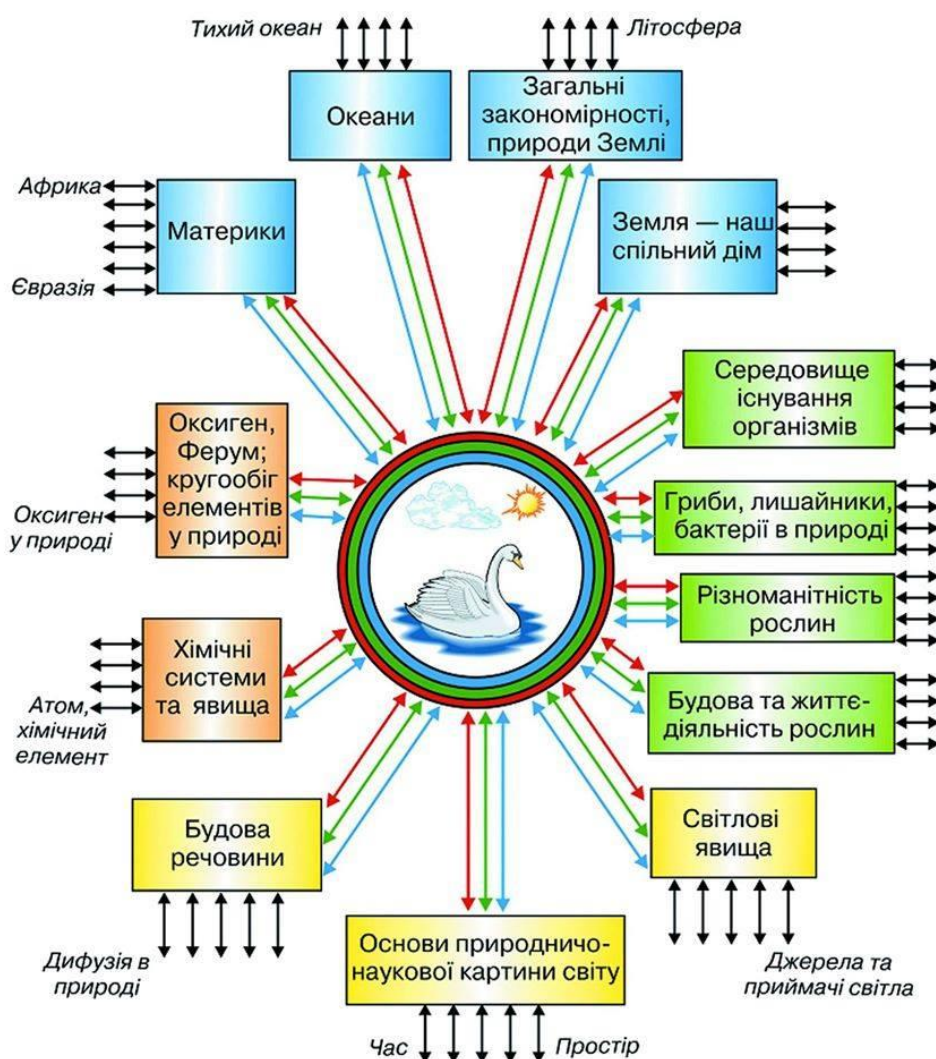 Тихий океан
Літосфера
Океани
Загальні
закономірності,
природи Землі
Африка
Материки
Євразія
Земля — наш
спільний дім
Середовище
існування
організмів
Оксиген,
Ферум;
кругообіг
елементів
у природі
Оксиген
у природі
Гриби, лишайники,
бактерії в природі
Різноманітність
рослин
Хімічні
системи
та явища
Атом,
хімічний
елемент
Будова та життє-
діяльність рослин
Будова
речовини
Світлові
явища
Дифузія в
природі
Основи природничо-
наукової картини світу
Джерела та
приймачі світла
Час
Простір